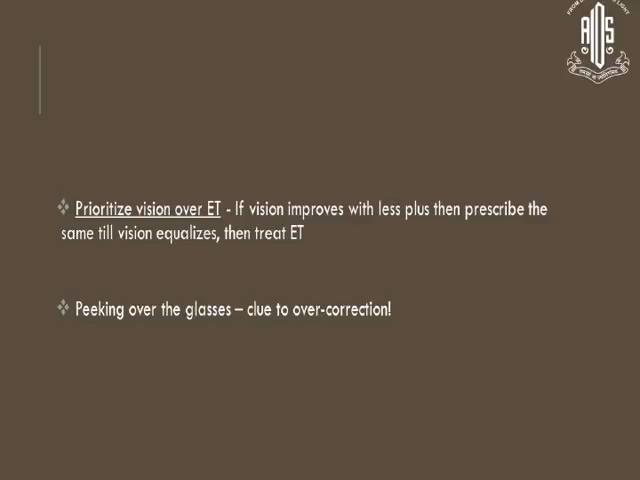 AIOS
Prioritize vision over ET - If vision improves with less plus then prescribe the
same till vision equalizes, then treat ET
Peeking over the glasses – clue to over-correction!